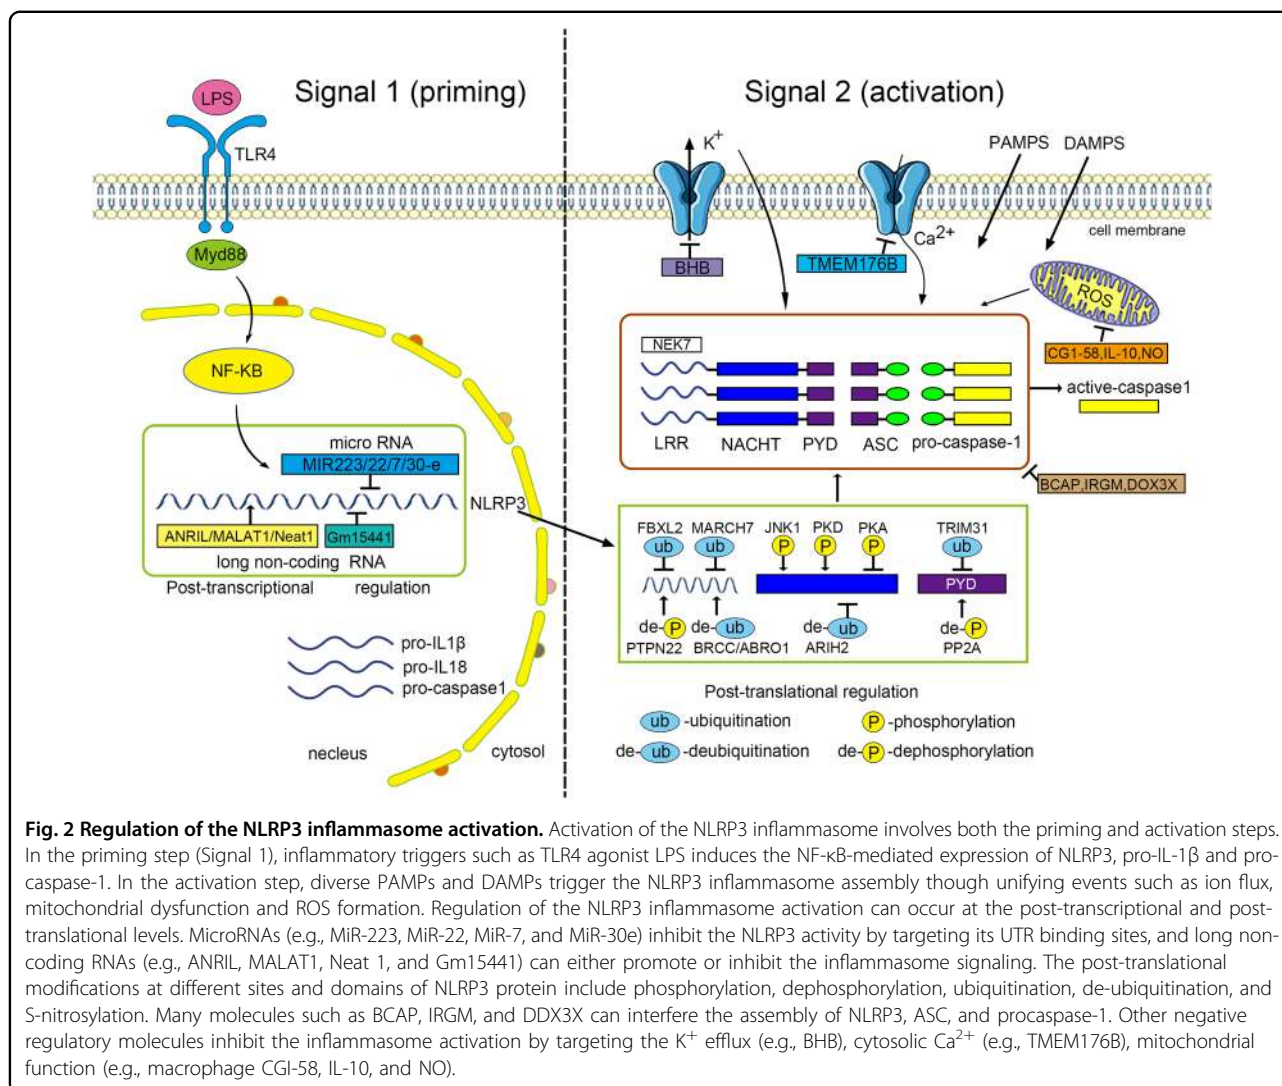 Signal 1 (priming)
LPS
TLR4
Myd88
NF-KB
micro RNA
MIR223/22/7/30-e
NLRP3
ANRIL/MALAT1/Neat1
Gm15441
long non-coding RNA
Post-transcriptional regulation
pro-IL1β
pro-IL18
pro-caspase1
necleus
cytosol
Signal 2 (activation)
K+
PAMPS
DAMPS
Ca2+
cell membrane
BHB
TMEM176B
ROS
CG1-58,IL-10,NO
NEK7
LRR
NACHT
PYD
ASC
pro-caspase-1
active-caspase1
BCAP,IRGM,DOX3X
FBXL2
MARCH7
JNK1
PKD
PKA
TRIM31
ub
ub
P
P
P
ub
PYD
de-P
de-ub
de-ub
de-P
PTPN22
BRCC/ABRO1
ARIH2
PP2A
Post-translational regulation
ub -ubiquitination
P -phosphorylation
de-ub -deubiquitination
de-P -dephosphorylation
Fig. 2 Regulation of the NLRP3 inflammasome activation. Activation of the NLRP3 inflammasome involves both the priming and activation steps.
In the priming step (Signal 1), inflammatory triggers such as TLR4 agonist LPS induces the NF-κB-mediated expression of NLRP3, pro-IL-1β and pro-
caspase-1. In the activation step, diverse PAMPs and DAMPs trigger the NLRP3 inflammasome assembly though unifying events such as ion flux,
mitochondrial dysfunction and ROS formation. Regulation of the NLRP3 inflammasome activation can occur at the post-transcriptional and post-
translational levels. MicroRNAs (e.g., MiR-223, MiR-22, MiR-7, and MiR-30e) inhibit the NLRP3 activity by targeting its UTR binding sites, and long non-
coding RNAs (e.g., ANRIL, MALAT1, Neat 1, and Gm15441) can either promote or inhibit the inflammasome signaling. The post-translational
modifications at different sites and domains of NLRP3 protein include phosphorylation, dephosphorylation, ubiquitination, de-ubiquitination, and
S-nitrosylation. Many molecules such as BCAP, IRGM, and DDX3X can interfere the assembly of NLRP3, ASC, and procaspase-1. Other negative
regulatory molecules inhibit the inflammasome activation by targeting the K+ efflux (e.g., BHB), cytosolic Ca2+ (e.g., TMEM176B), mitochondrial
function (e.g., macrophage CGI-58, IL-10, and NO).